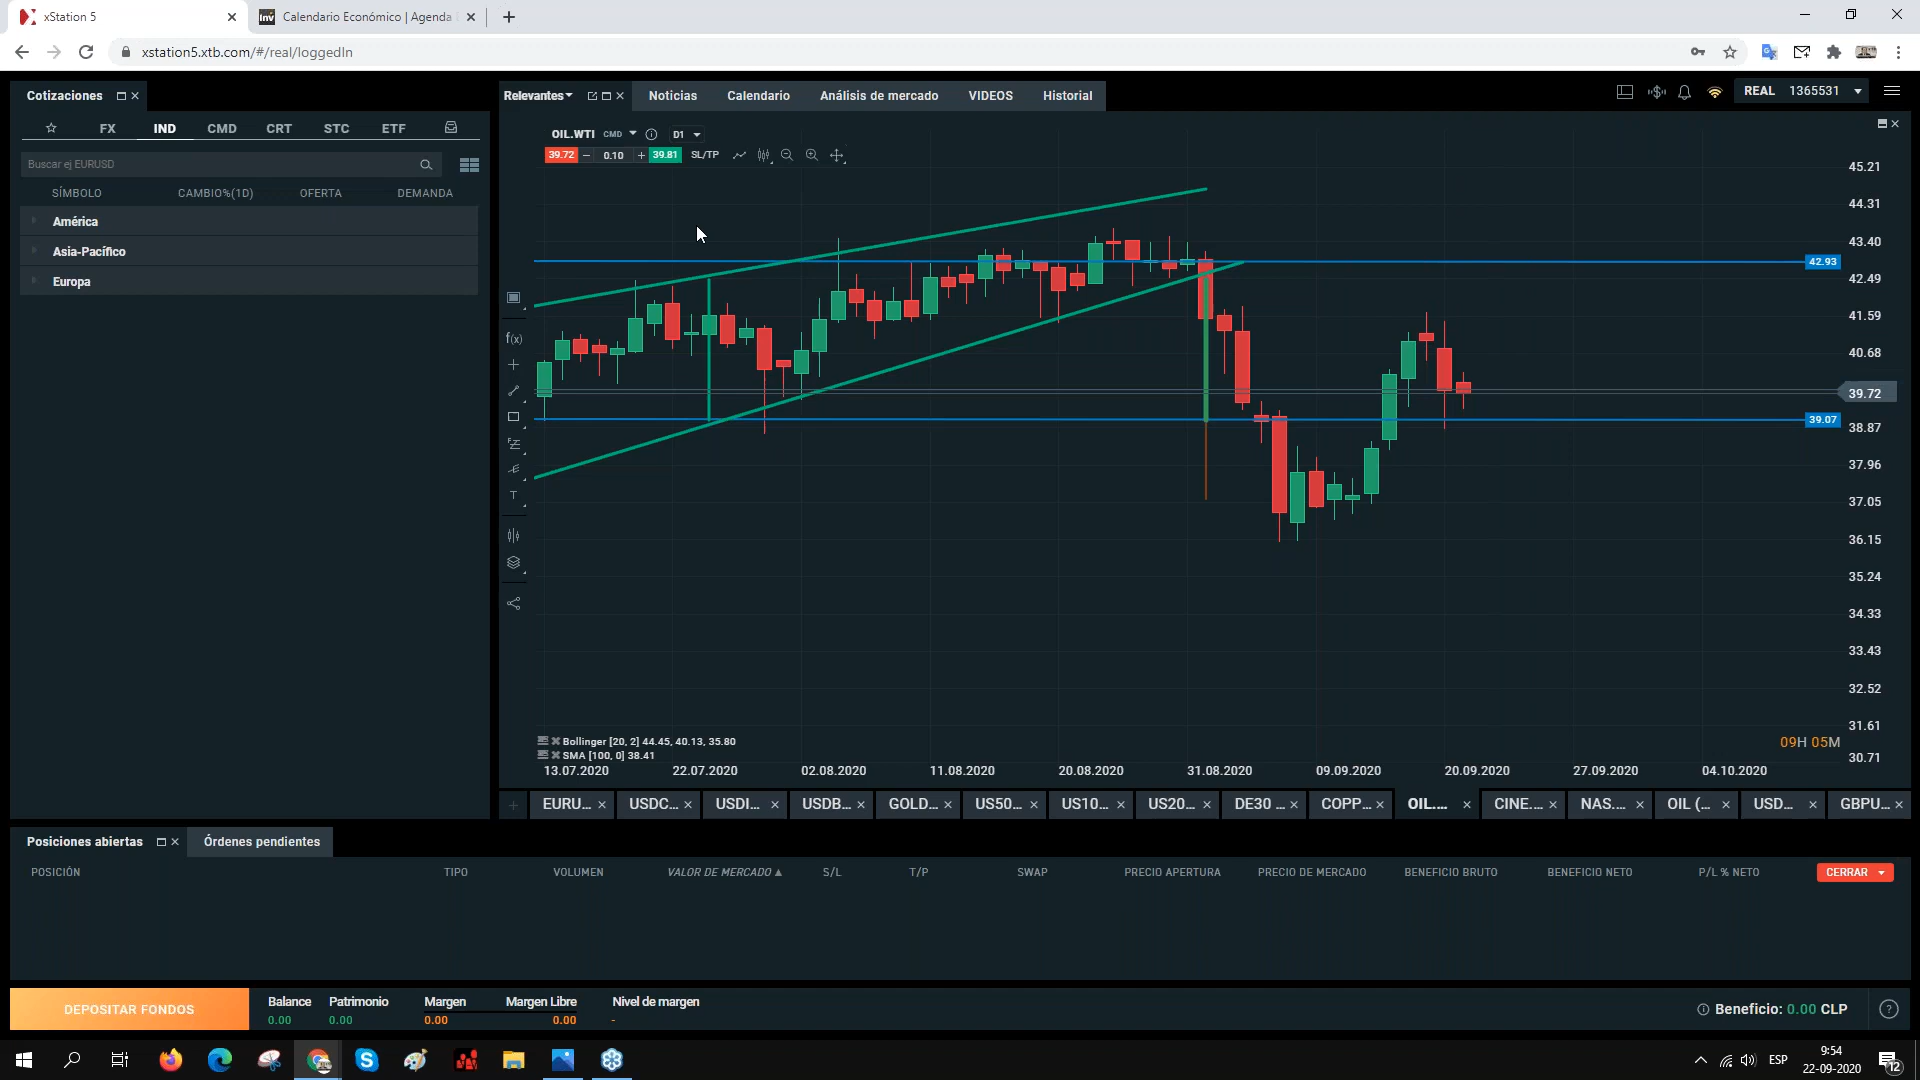 xStation 5
Calendario Económico | Agenda
xstation5.xtb.com/#/real/loggedIn
Cotizaciones
Relevantes
Noticias
Calendario
Análisis de mercado
VIDEOS
Historial
REAL 1365531
FX IND CMD CRT STC ETF
OIL.WTI CMD D1
39.72 − 0.10 + 39.81 SL/TP
Buscar ej EURUSD
SÍMBOLO CAMBIO%(1D) OFERTA DEMANDA
América
Asia-Pacífico
Europa
45.21
44.31
43.40
42.93
42.49
41.59
40.68
39.72
39.07
38.87
37.96
37.05
36.15
35.24
34.33
33.43
32.52
31.61
30.71
f(x)
T
09H 05M
Bollinger [20, 2] 44.45, 40.13, 35.80
SMA [100, 0] 38.41
13.07.2020 22.07.2020 02.08.2020 11.08.2020 20.08.2020 31.08.2020 09.09.2020 20.09.2020 27.09.2020 04.10.2020
EURU... USDC... USDI... USDB... GOLD... US50... US10... US20... DE30 ... COPP... OIL.... CINE.... NAS.... OIL (... USD... GBPU...
Posiciones abiertas
Órdenes pendientes
POSICIÓN TIPO VOLUMEN VALOR DE MERCADO S/L T/P SWAP PRECIO APERTURA PRECIO DE MERCADO BENEFICIO BRUTO BENEFICIO NETO P/L % NETO CERRAR
DEPOSITAR FONDOS
Balance Patrimonio Margen Margen Libre Nivel de margen
0.00 0.00 0.00 0.00 -
Beneficio: 0.00 CLP
ESP
9:54
22-09-2020
12